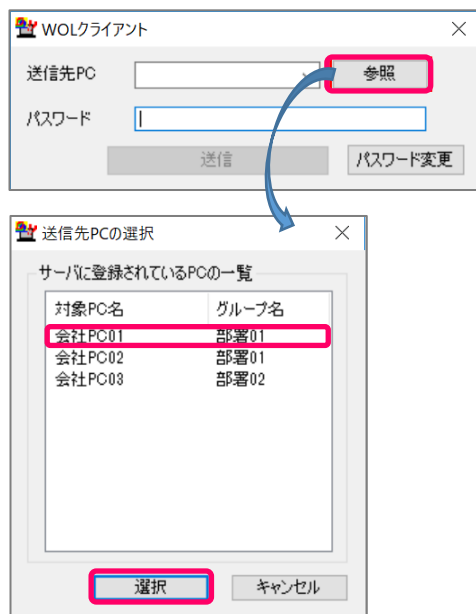 WOLクライアント
送信先PC 参照
パスワード
送信 パスワード変更
送信先PCの選択
サーバに登録されているPCの一覧
対象PC名 グループ名
会社PC01 部署01
会社PC02 部署01
会社PC03 部署02
選択 キャンセル